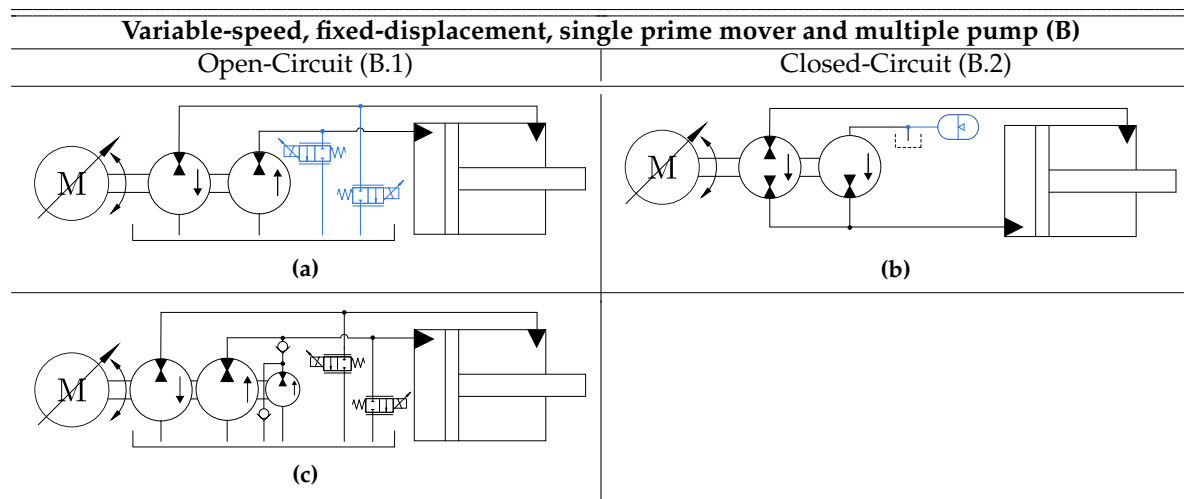 Variable-speed, fixed-displacement, single prime mover and multiple pump (B)
Open-Circuit (B.1)
Closed-Circuit (B.2)
M
(a)
M
(b)
M
(c)